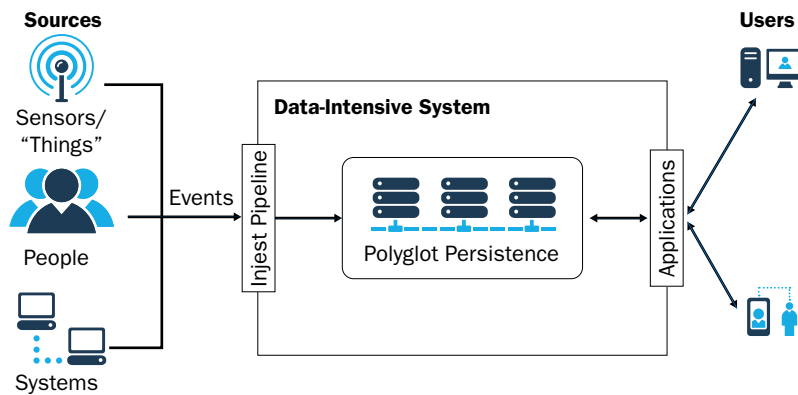 Sources
Users
Sensors/
“Things”
Data-Intensive System
Events
Injest Pipeline
Polyglot Persistence
Applications
People
Systems